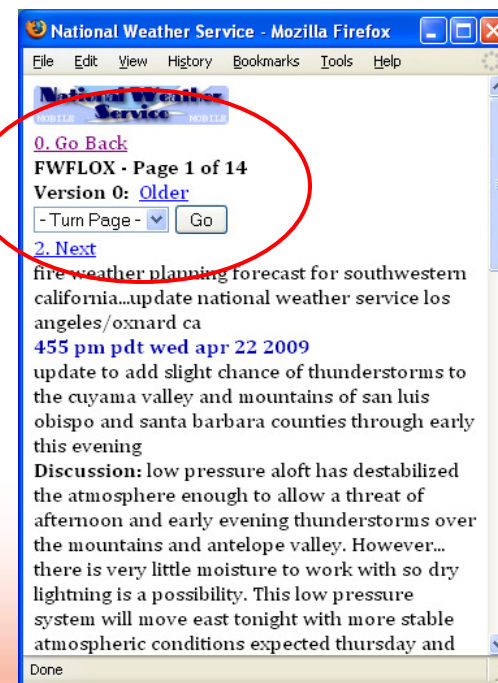 National Weather Service - Mozilla Firefox
File Edit View History Bookmarks Tools Help
National Weather
MOBILE Service MOBILE
0. Go Back
FWFLOX - Page 1 of 14
Version 0: Older
- Turn Page - Go
2. Next
fire weather planning forecast for southwestern
california...update national weather service los
angeles/oxnard ca
455 pm pdt wed apr 22 2009
update to add slight chance of thunderstorms to
the cuyama valley and mountains of san luis
obispo and santa barbara counties through early
this evening
Discussion: low pressure aloft has destabilized
the atmosphere enough to allow a threat of
afternoon and early evening thunderstorms over
the mountains and antelope valley. However...
there is very little moisture to work with so dry
lightning is a possibility. This low pressure
system will move east tonight with more stable
atmospheric conditions expected thursday and
Done